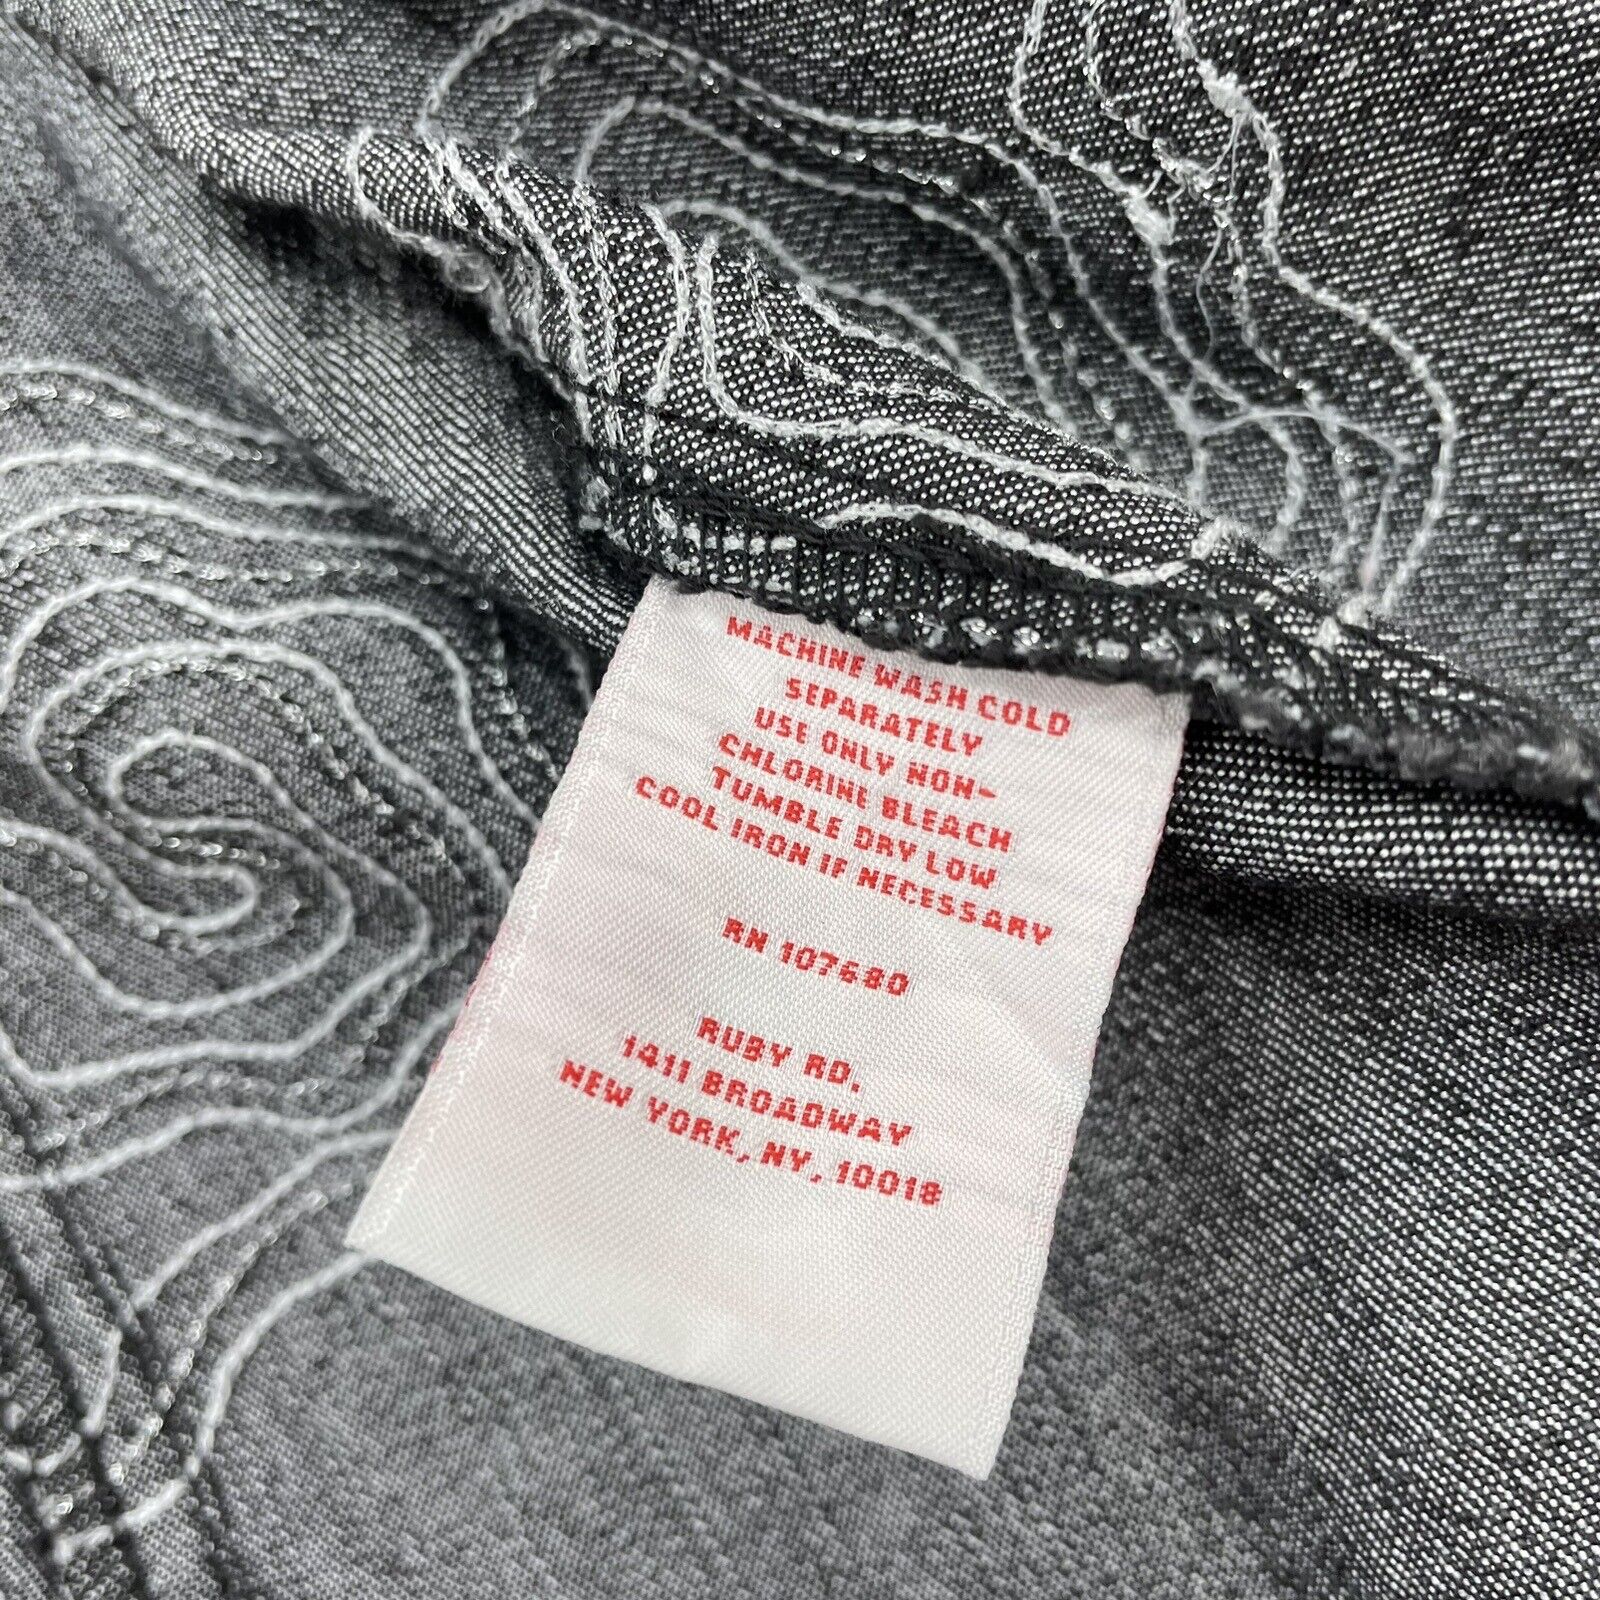 MACHINE WASH COLD
SEPARATELY
USE ONLY NON-
CHLORINE BLEACH
TUMBLE DRY LOW
COOL IRON IF NECESSARY
RN 107680
RUBY RD.
1411 BROADWAY
NEW YORK, NY, 10018